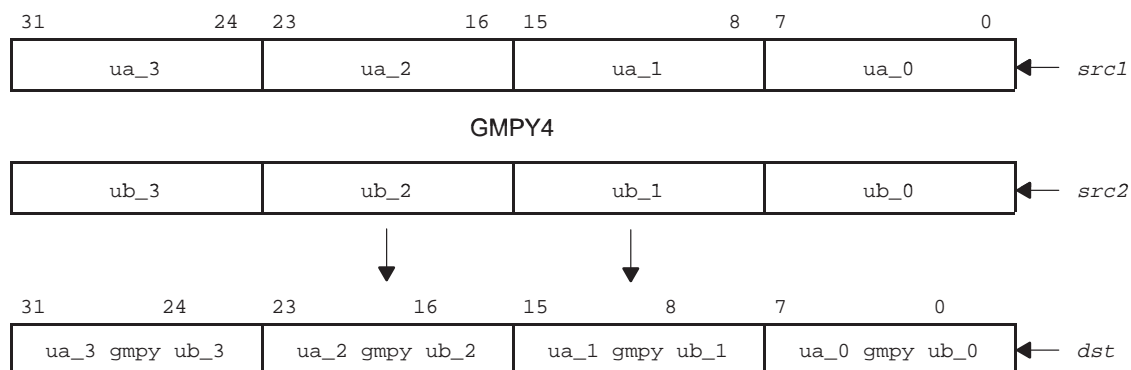 31 24 23 16 15 8 7 0
ua_3 ua_2 ua_1 ua_0 src1
GMPY4
ub_3 ub_2 ub_1 ub_0 src2
31 24 23 16 15 8 7 0
ua_3 gmpy ub_3 ua_2 gmpy ub_2 ua_1 gmpy ub_1 ua_0 gmpy ub_0 dst